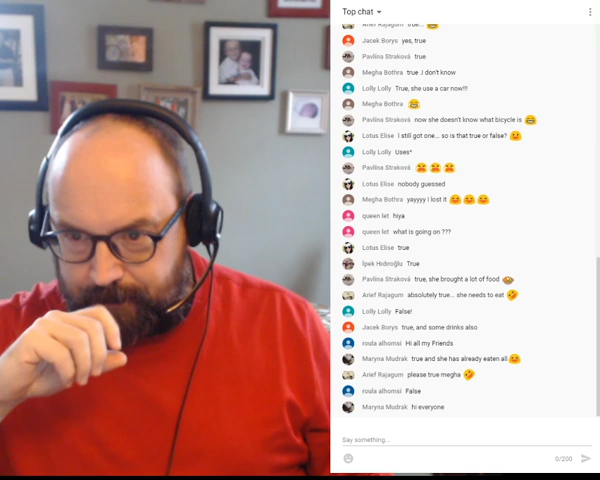 Top chat
Arief Rajagum true...
Jacek Borys yes, true
Pavlína Straková true
Megha Bothra true .I don't know
Lolly Lolly True, she use a car now!!!
Megha Bothra
Pavlína Straková now she doesn't know what bicycle is
Lotus Elise I still got one... so is that true or false?
Lolly Lolly Uses*
Pavlína Straková
Lotus Elise nobody guessed
Megha Bothra yayyyy I lost it
queen let hiya
queen let what is going on ???
Lotus Elise true
İpek Hıdıroğlu True
Pavlína Straková true, she brought a lot of food
Arief Rajagum absolutely true... she needs to eat
Lolly Lolly False!
Jacek Borys true, and some drinks also
roula alhomsi Hi all my Friends
Maryna Mudrak true and she has already eaten all
Arief Rajagum please true megha
roula alhomsi False
Maryna Mudrak hi everyone
Say something...
0/200